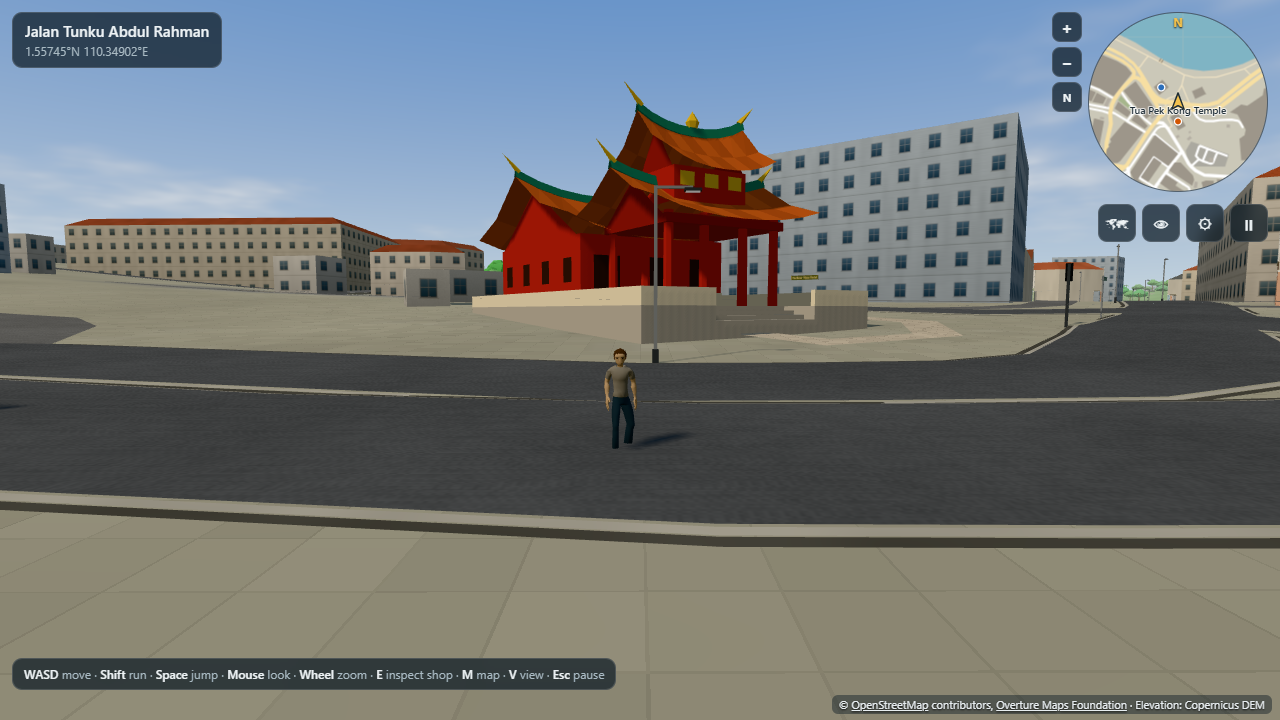 Jalan Tunku Abdul Rahman
1.55745°N 110.34902°E
+
−
N
N
Tua Pek Kong Temple
WASD move · Shift run · Space jump · Mouse look · Wheel zoom · E inspect shop · M map · V view · Esc pause
© OpenStreetMap contributors, Overture Maps Foundation · Elevation: Copernicus DEM